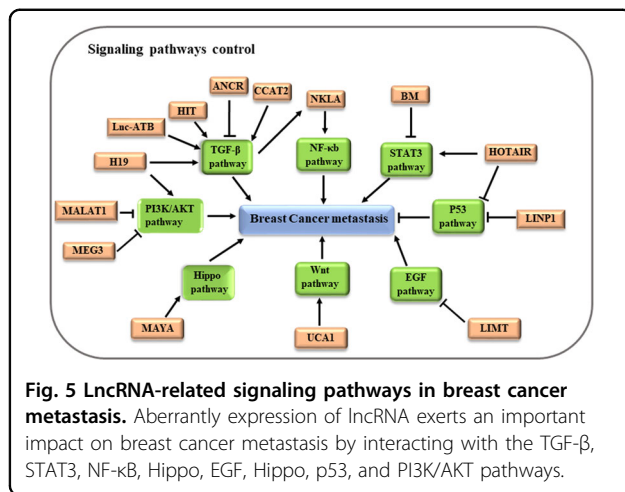 Signaling pathways control
ANCR
CCAT2
HIT
NKLA
BM
Lnc-ATB
TGF-β
pathway
NF-κb
pathway
STAT3
pathway
HOTAIR
H19
MALAT1
PI3K/AKT
pathway
Breast Cancer metastasis
P53
pathway
LINP1
MEG3
Hippo
pathway
Wnt
pathway
EGF
pathway
MAYA
UCA1
LIMT
Fig. 5 LncRNA-related signaling pathways in breast cancer
metastasis. Aberrantly expression of lncRNA exerts an important
impact on breast cancer metastasis by interacting with the TGF-β,
STAT3, NF-κB, Hippo, EGF, Hippo, p53, and PI3K/AKT pathways.